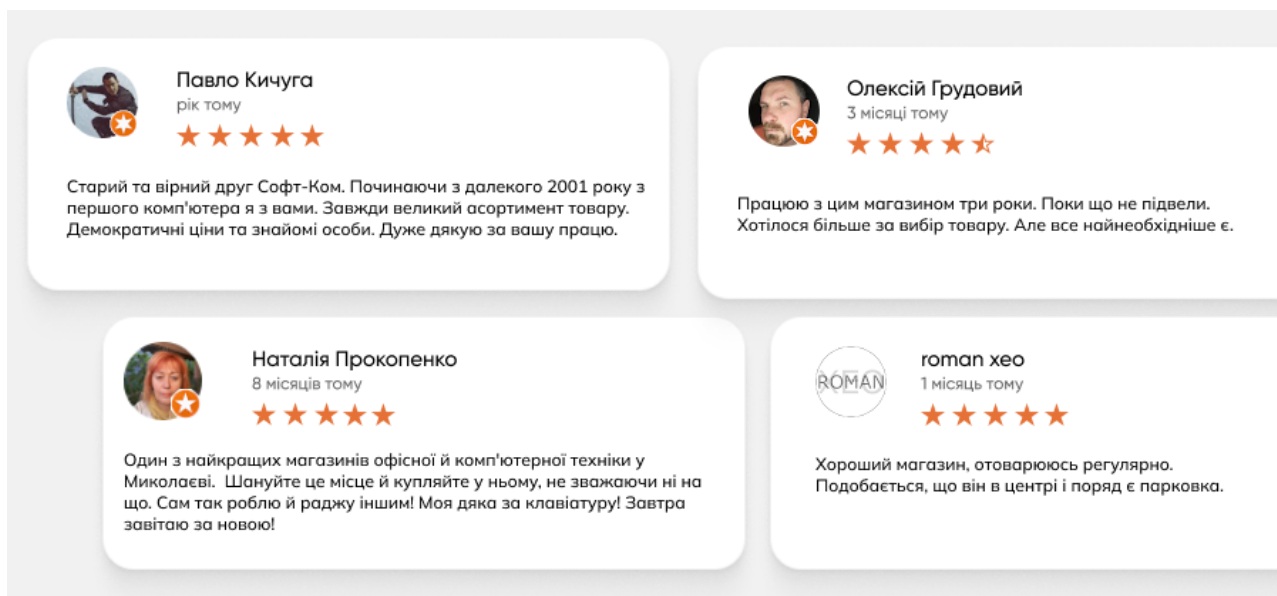 Павло Кичуга
рік тому
Старий та вірний друг Софт-Ком. Починаючи з далекого 2001 року з
першого комп'ютера я з вами. Завжди великий асортимент товару.
Демократичні ціни та знайомі особи. Дуже дякую за вашу працю.
Олексій Грудовий
3 місяці тому
Працюю з цим магазином три роки. Поки що не підвели.
Хотілося більше за вибір товару. Але все найнеобхідніше є.
Наталія Прокопенко
8 місяців тому
Один з найкращих магазинів офісної й комп'ютерної техніки у
Миколаєві.  Шануйте це місце й купляйте у ньому, не зважаючи ні на
що. Сам так роблю й раджу іншим! Моя дяка за клавіатуру! Завтра
завітаю за новою!
XEO
ROMAN
roman xeo
1 місяць тому
Хороший магазин, отоварююсь регулярно.
Подобається, що він в центрі і поряд є парковка.